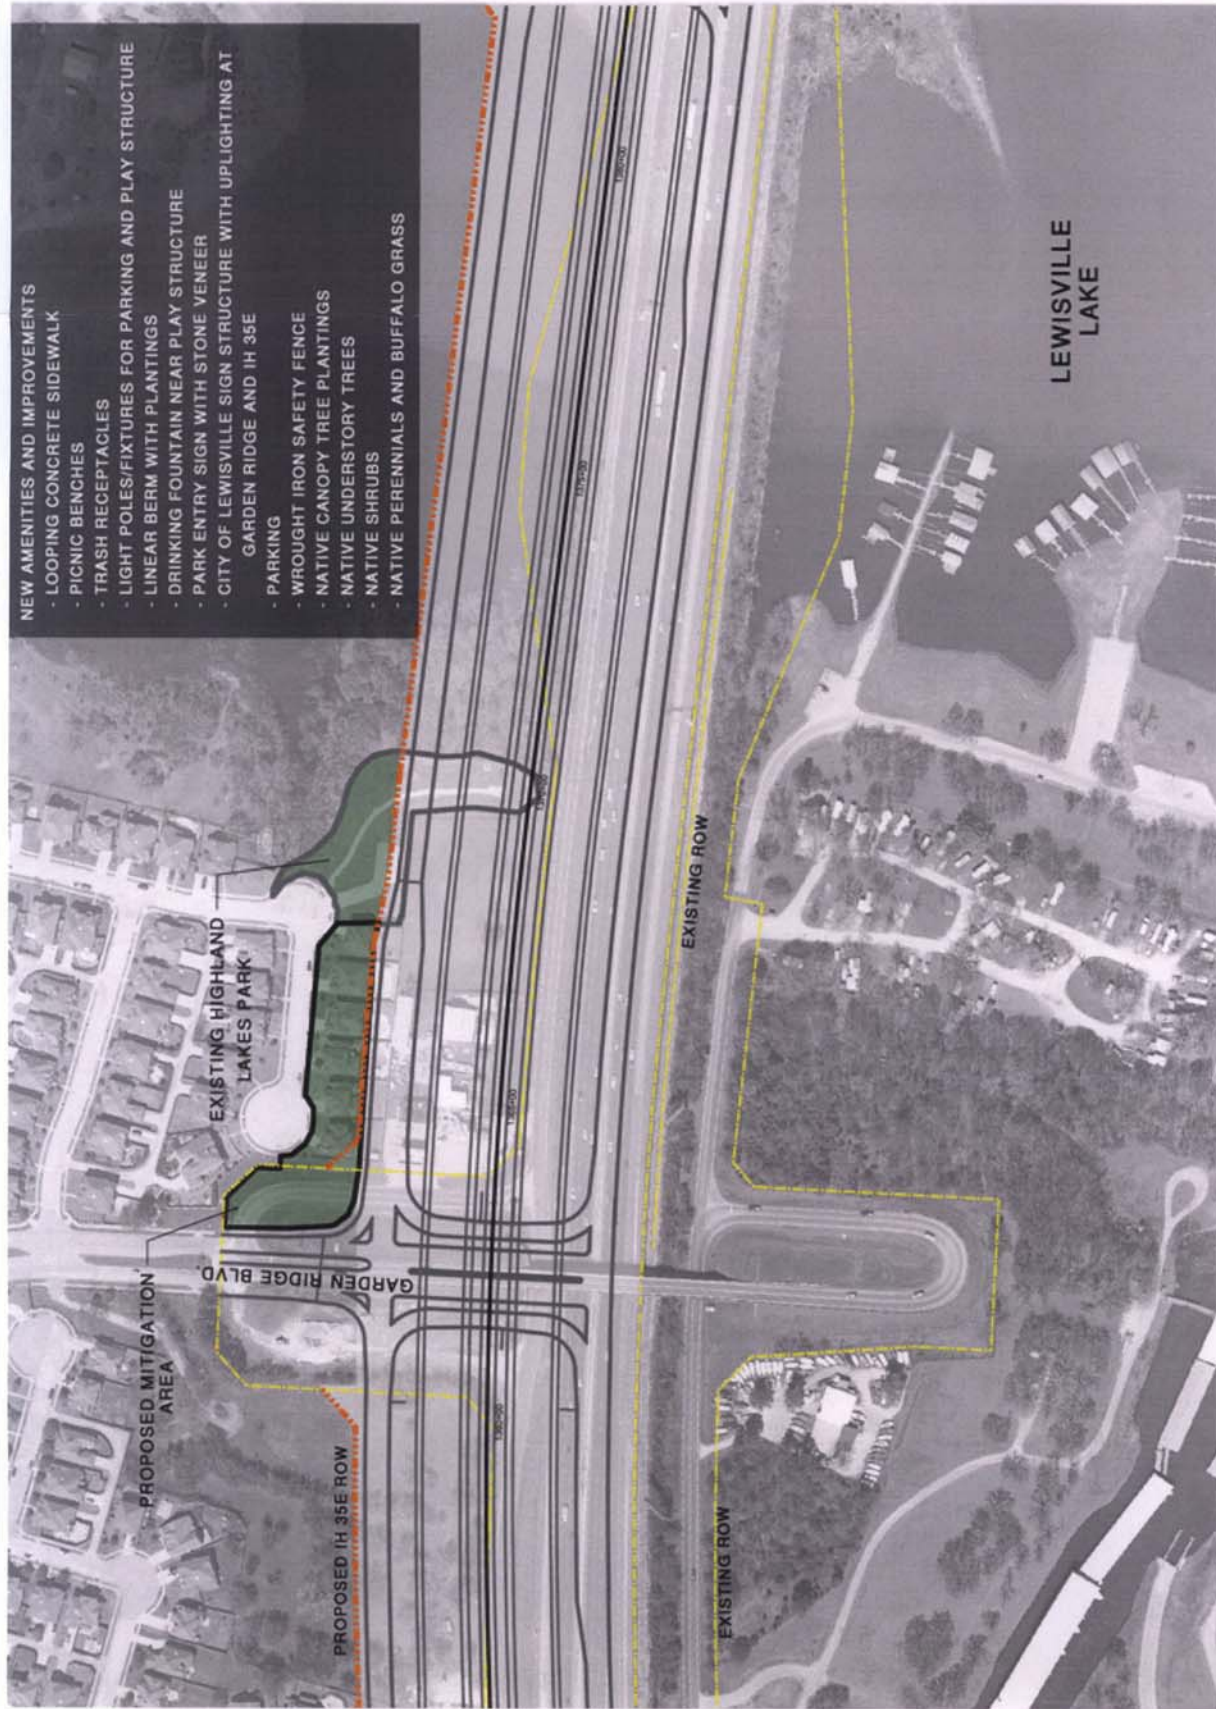 NEW AMENITIES AND IMPROVEMENTS
- LOOPING CONCRETE SIDEWALK
- PICNIC BENCHES
- TRASH RECEPTACLES
- LIGHT POLES/FIXTURES FOR PARKING AND PLAY STRUCTURE
- LINEAR BERM WITH PLANTINGS
- DRINKING FOUNTAIN NEAR PLAY STRUCTURE
- PARK ENTRY SIGN WITH STONE VENEER
- CITY OF LEWISVILLE SIGN STRUCTURE WITH UPLIGHTING AT
GARDEN RIDGE AND IH 35E
- PARKING
- WROUGHT IRON SAFETY FENCE
- NATIVE CANOPY TREE PLANTINGS
- NATIVE UNDERSTORY TREES
- NATIVE SHRUBS
- NATIVE PERENNIALS AND BUFFALO GRASS
PROPOSED MITIGATION
AREA
EXISTING HIGHLAND
LAKES PARK
GARDEN RIDGE BLVD.
PROPOSED IH 35E ROW
EXISTING ROW
EXISTING ROW
LEWISVILLE
LAKE